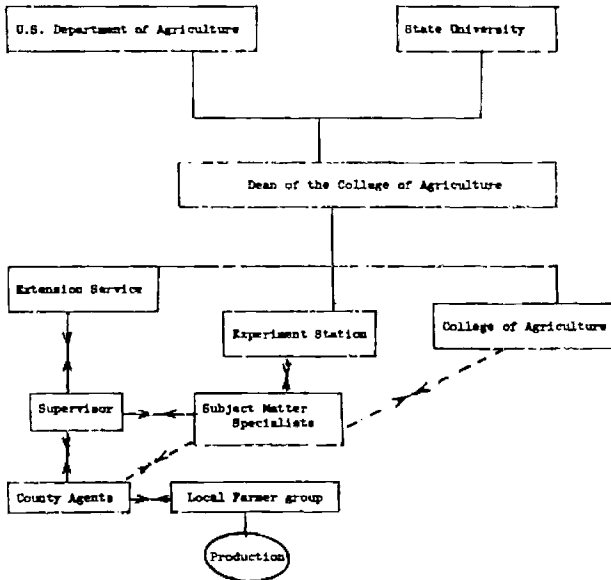 U.S. Department of Agriculture
State University
Dean of the College of Agriculture
Extension Service
Experiment Station
College of Agriculture
Supervisor
Subject Matter
Specialists
County Agents
Local Farmer group
Production